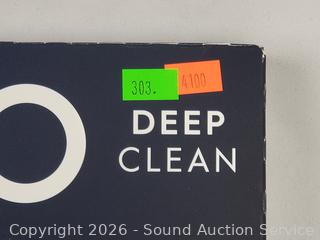 303. 4100
DEEP
CLEAN
Copyright 2026 - Sound Auction Service